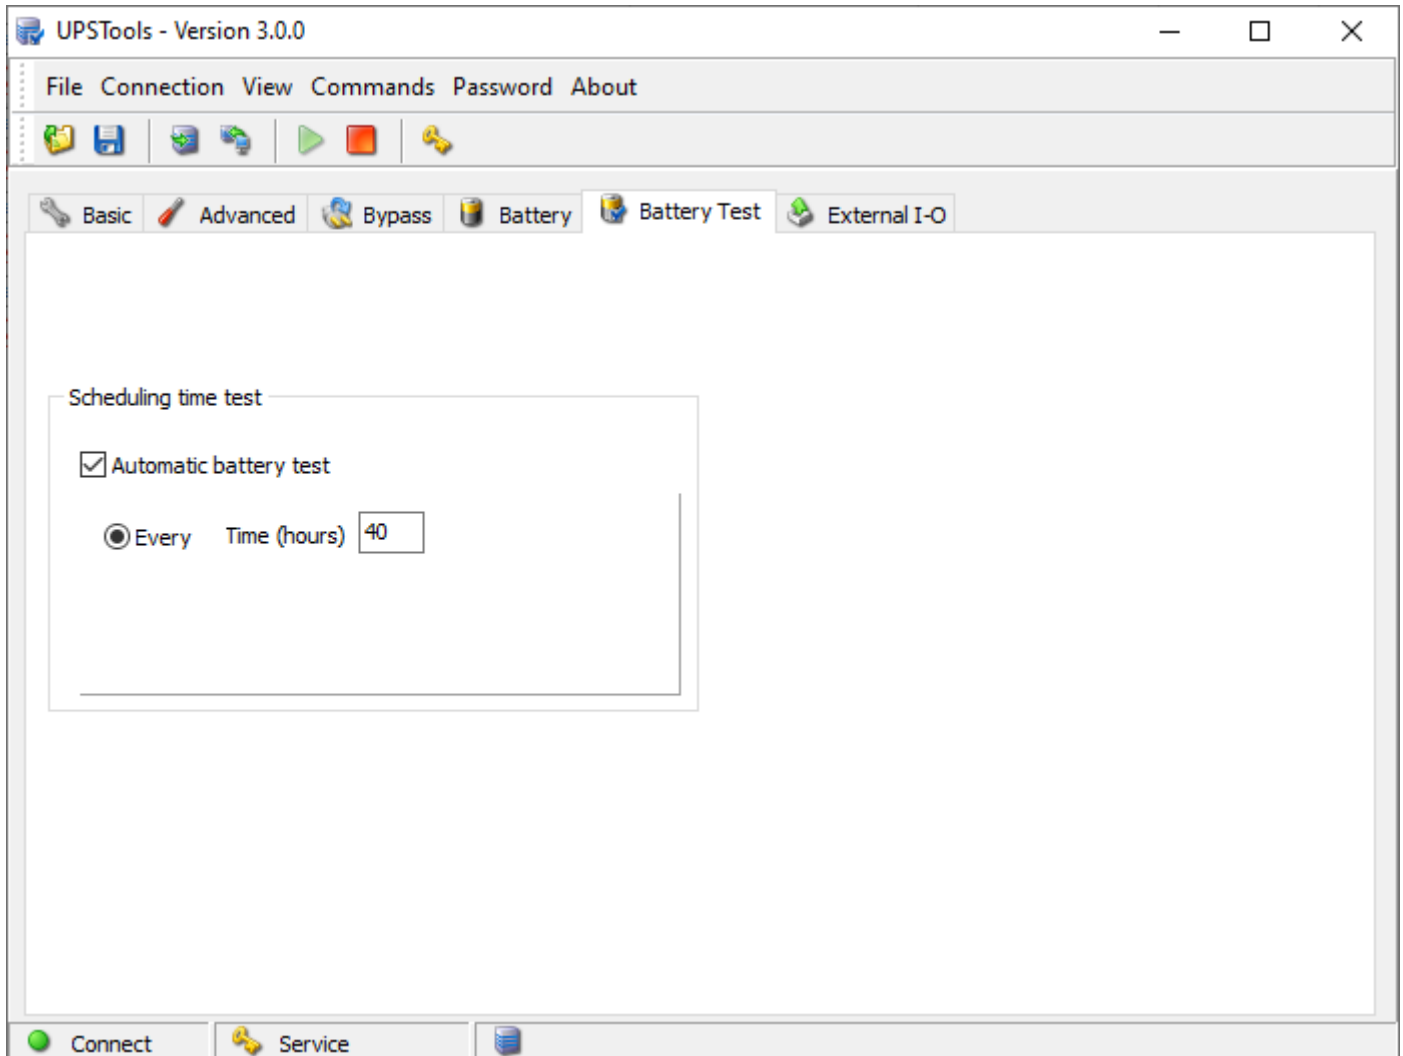 UPSTools - Version 3.0.0
File Connection View Commands Password About
Basic Advanced Bypass Battery Battery Test External I-O
Scheduling time test
Automatic battery test
Every Time (hours) 40
Connect Service